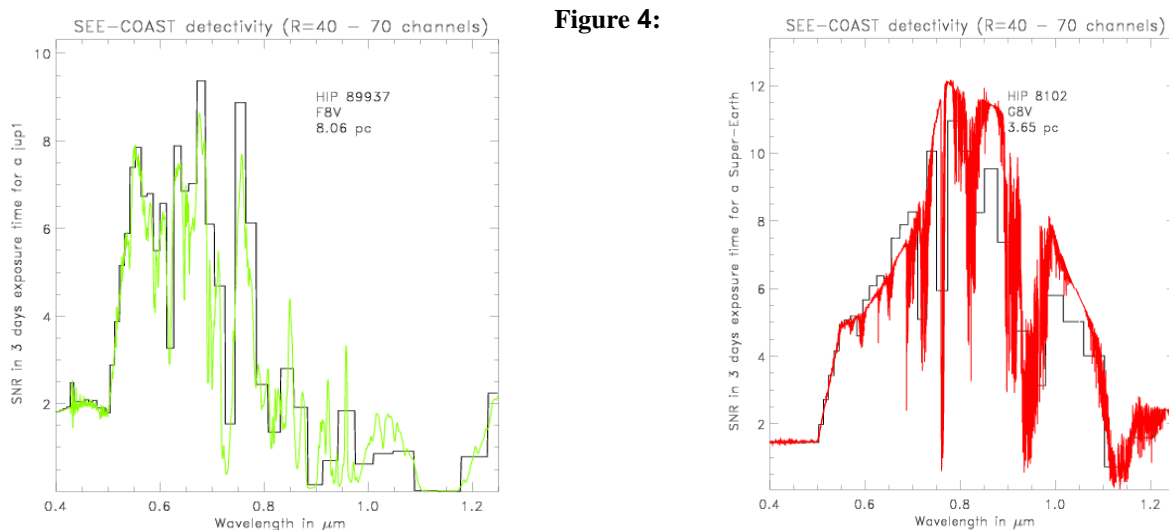 Figure 4:
SEE-COAST detectivity (R=40 - 70 channels)
SNR in 3 days exposure time for a jup1
10
8
6
4
2
HIP 89937
F8V
8.06 pc
0.4 0.6 0.8 1.0 1.2
Wavelength in μm
SEE-COAST detectivity (R=40 - 70 channels)
SNR in 3 days exposure time for a Super-Earth
12
10
8
6
4
2
HIP 8102
G8V
3.65 pc
0.4 0.6 0.8 1.0 1.2
Wavelength in μm